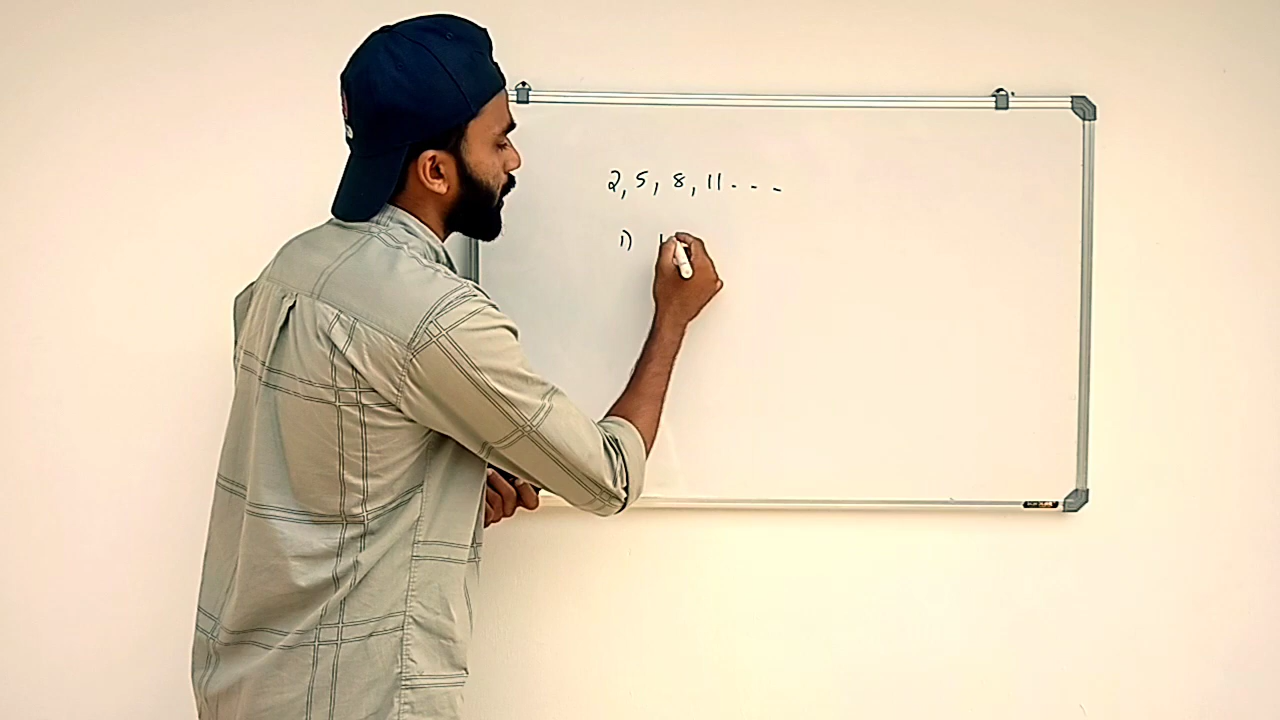 2, 5, 8, 11 - - -
1)